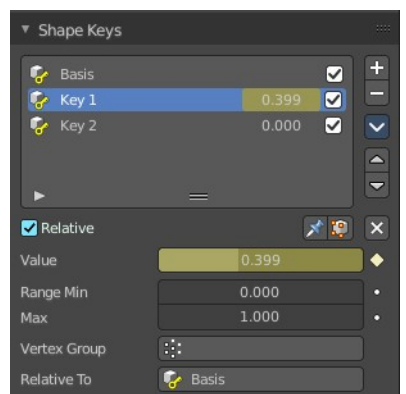 Shape Keys
Basis
Key 1 0.399
Key 2 0.000
Relative
Value 0.399
Range Min 0.000
Max 1.000
Vertex Group
Relative To Basis